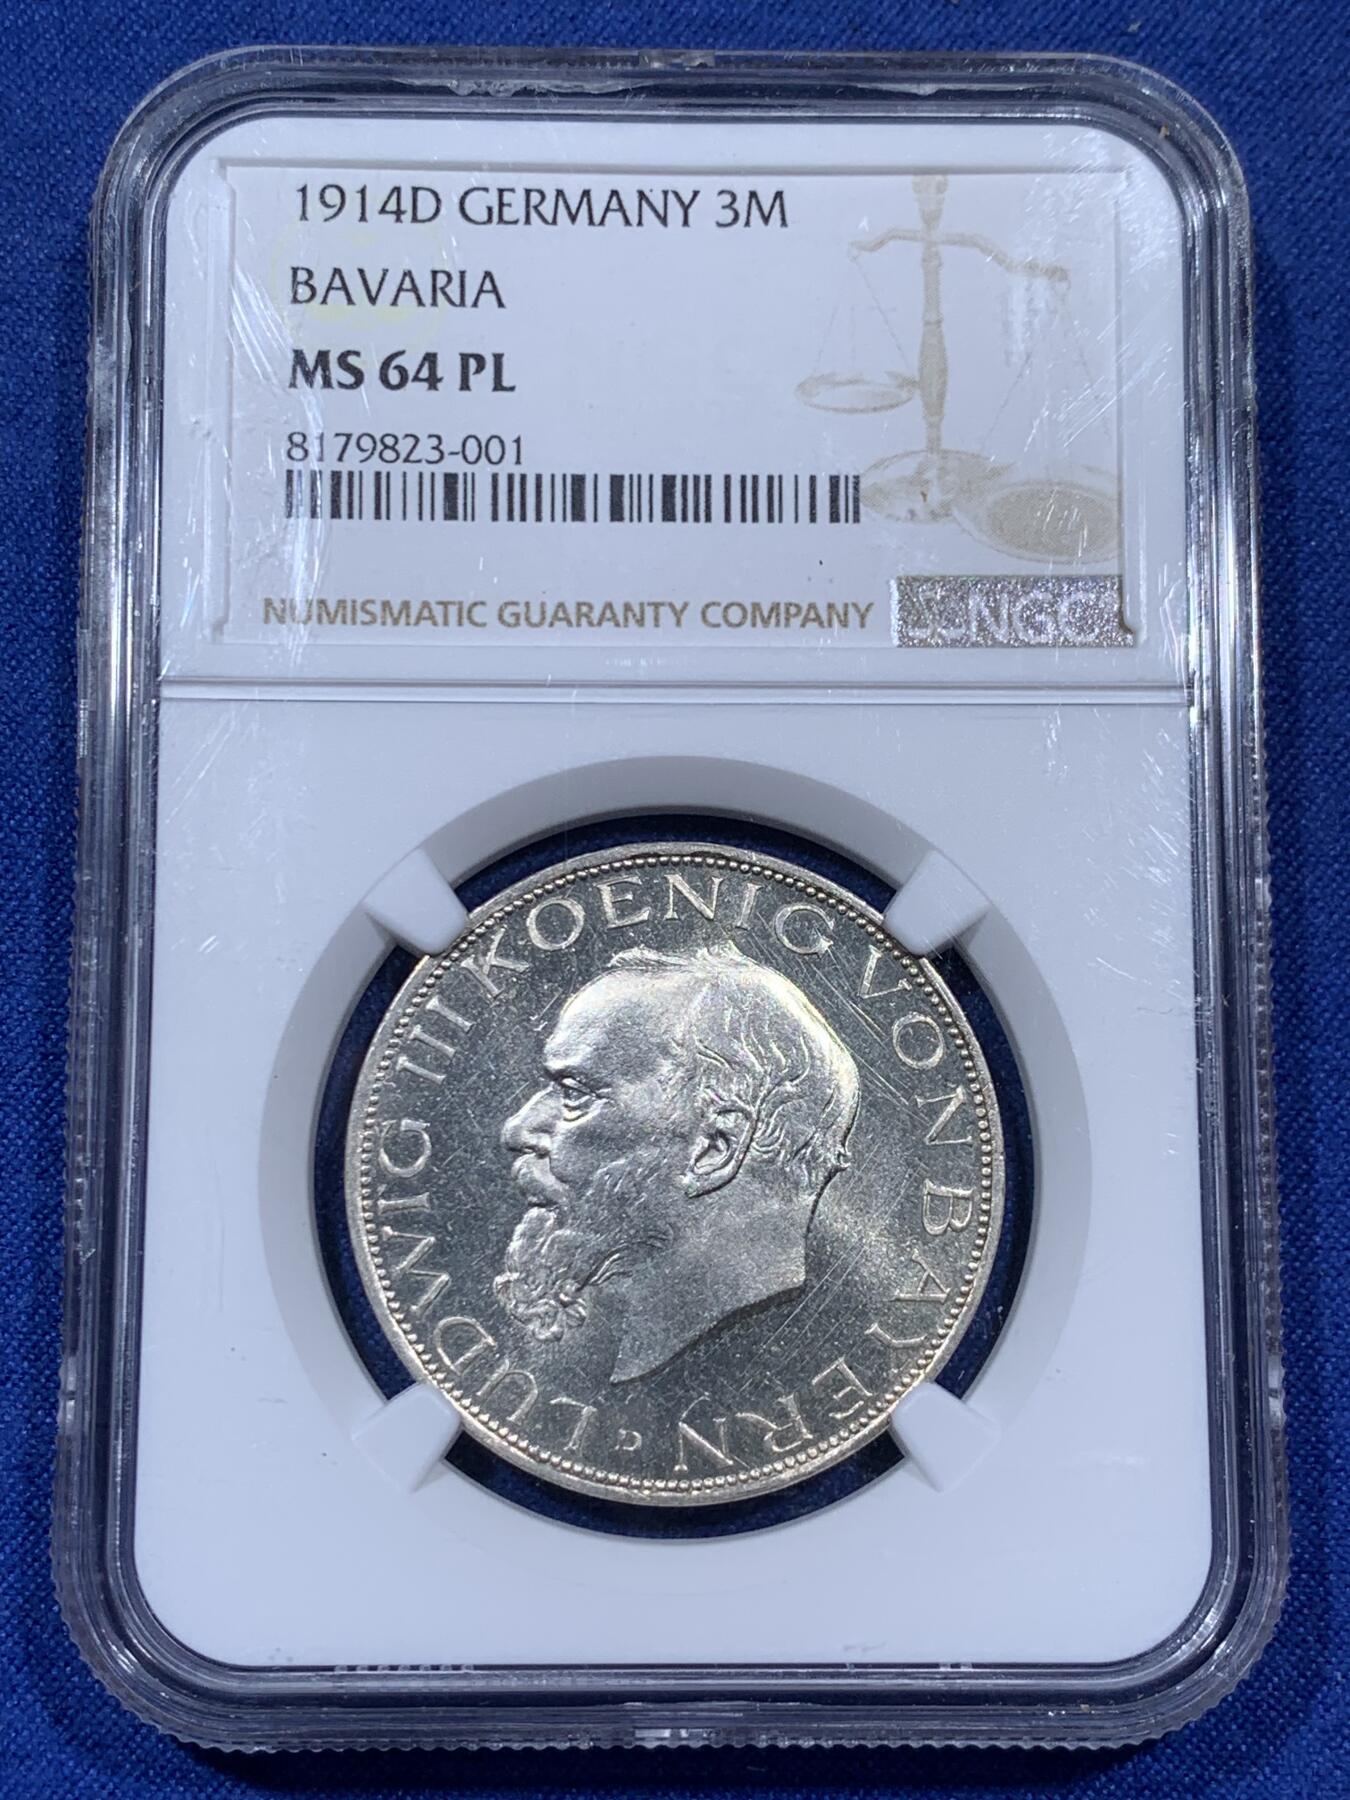 1914D GERMANY 3M
BAVARIA
MS 64 PL
8179823-001
NUMISMATIC GUARANTY COMPANY
NGC
LUDWIG III KOENIG VON BAYERN
D